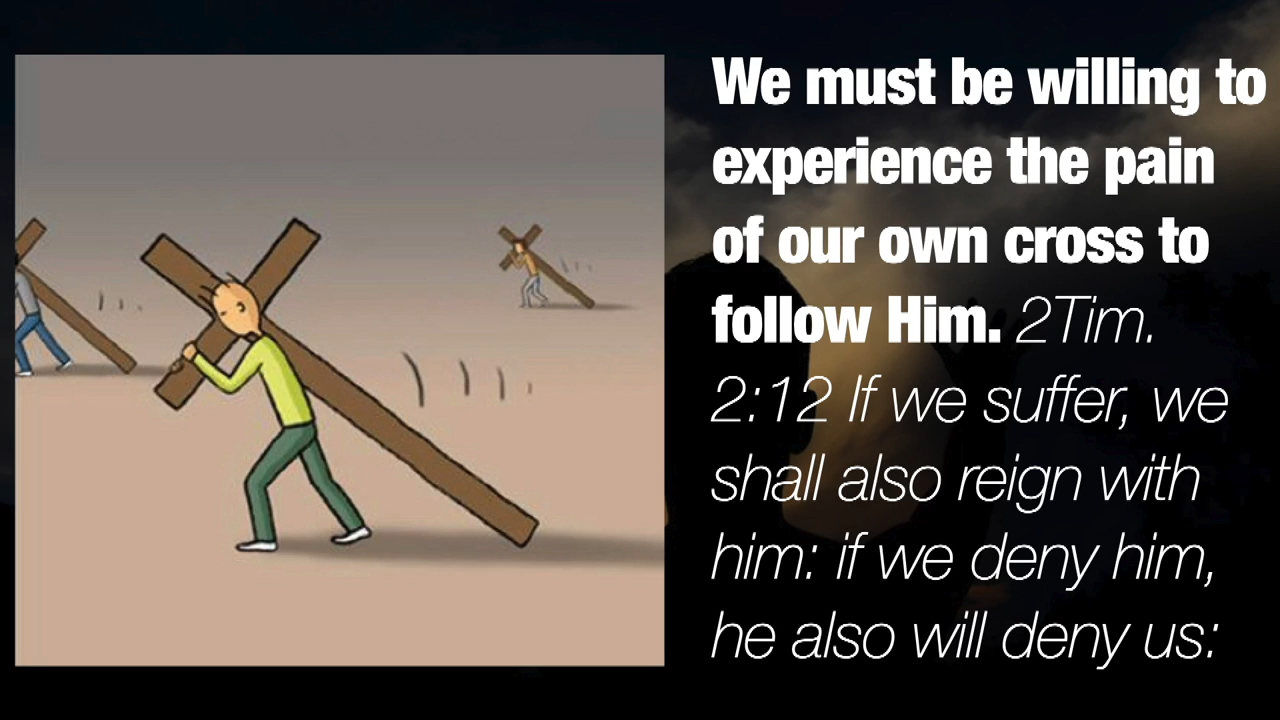 We must be willing to
experience the pain
of our own cross to
follow Him. 2Tim.
2:12 If we suffer, we
shall also reign with
him: if we deny him,
he also will deny us: